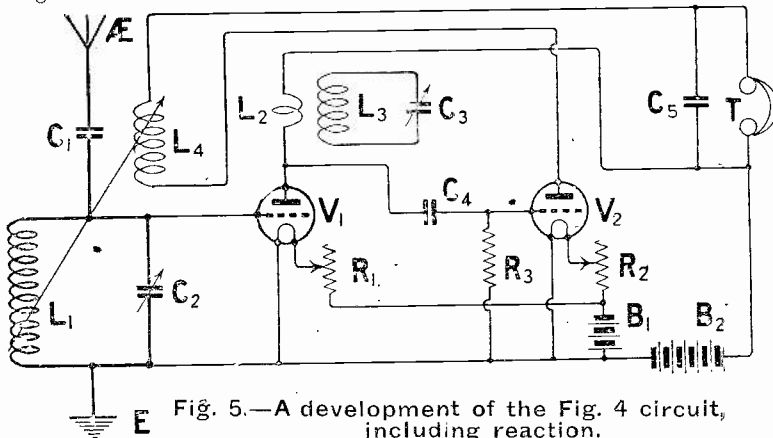 Æ
C₁
L₄
L₂
L₃
C₃
C₅
T
V₁
C₄
V₂
L₁
C₂
R₁
R₃
R₂
B₁
B₂
E
Fig. 5.—A development of the Fig. 4 circuit,
including reaction.